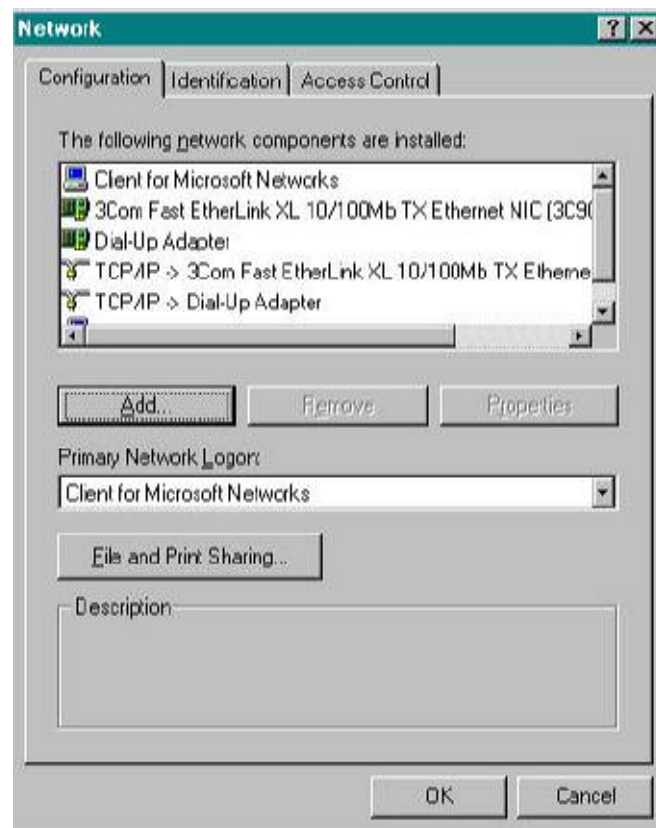 Network
Configuration Identification Access Control
The following network components are installed:
Client for Microsoft Networks
3Com Fast EtherLink XL 10/100Mb TX Ethernet NIC (3C90
Dial-Up Adapter
TCP/IP -> 3Com Fast EtherLink XL 10/100Mb TX Etherne
TCP/IP -> Dial-Up Adapter
Add... Remove Properties
Primary Network Logon:
Client for Microsoft Networks
File and Print Sharing...
Description
OK Cancel